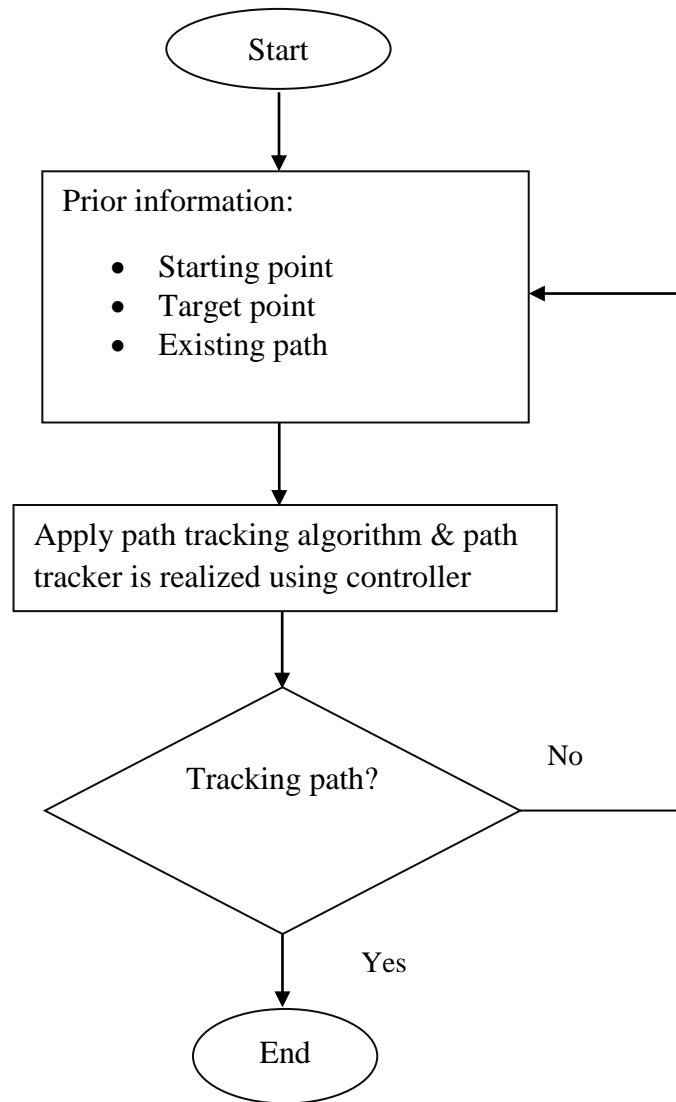 Start
Prior information:
• Starting point
• Target point
• Existing path
Apply path tracking algorithm & path
tracker is realized using controller
Tracking path?
No
Yes
End